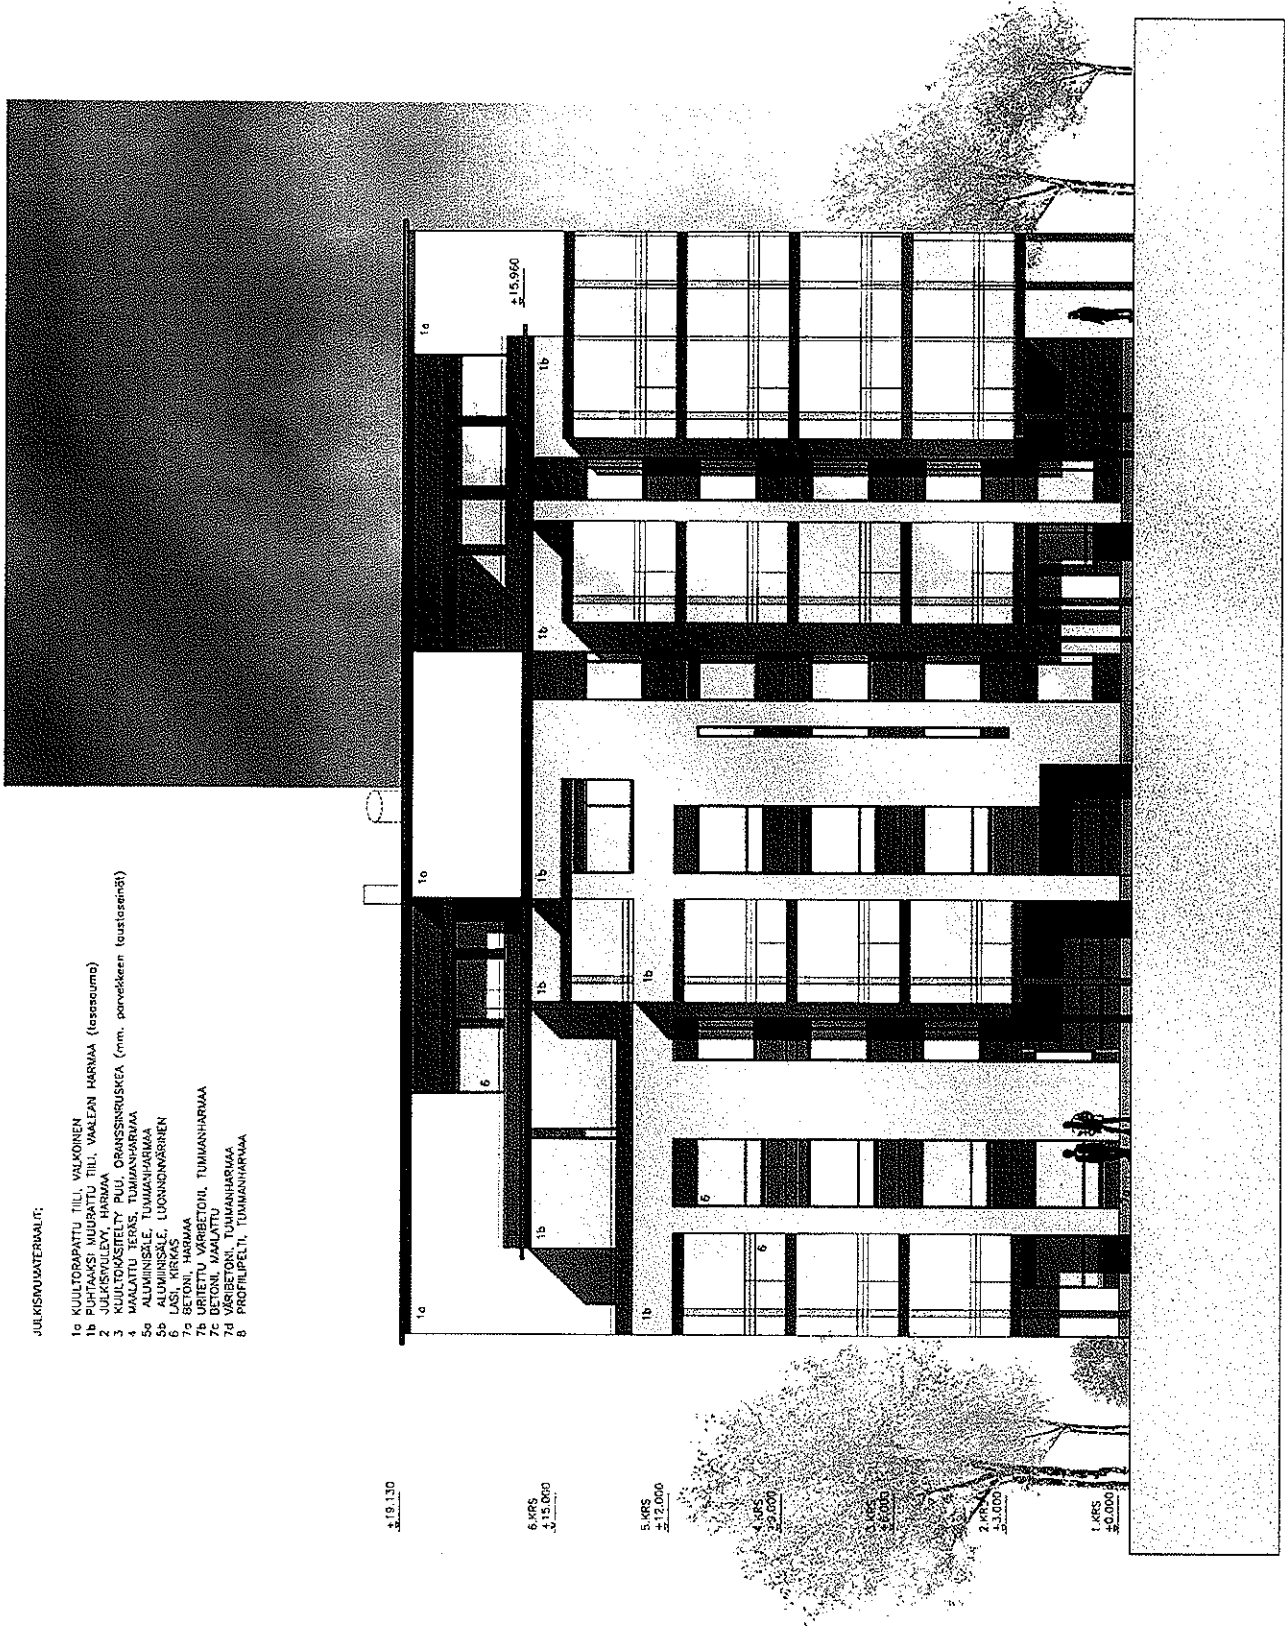 JULKISIVUMATERIAALIT;
1a KUULTORAPATTU TIILI, VALKOINEN
1b PUHTAAKSI MUURATTU TIILI, VAALEAN HARMAA (tasasauma)
2 JULKISIVULEVY, HARMAA
3 KUULTOKÄSITELTY PUU, ORANSSINRUSKEA (mm. parvekkeen taustaseinät)
4 MAALATTU TERÄS, TUMMANHARMAA
5a ALUMIINISÄLE, TUMMANHARMAA
5b ALUMIINISÄLE, LUONNONVÄRINEN
6 LASI, KIRKAS
7a BETONI, HARMAA
7b URITETTU VÄRIBETONI, TUMMANHARMAA
7c BETONI, MAALATTU
7d VÄRIBETONI, TUMMANHARMAA
8 PROFIILIPELTI, TUMMANHARMAA
+19.130
1a
1a
1a
6
+15.960
6.KRS
+15.000
1b
1b
1b
1b
1b
5.KRS
+12.000
1b
1b
4.KRS
+9.000
6
6
3.KRS
+6.000
2.KRS
+3.000
1.KRS
+0.000
7a